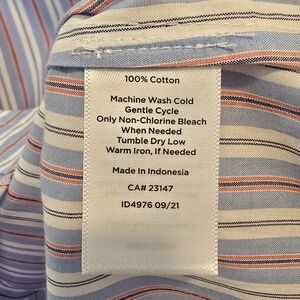 100% Cotton
Machine Wash Cold
Gentle Cycle
Only Non-Chlorine Bleach
When Needed
Tumble Dry Low
Warm Iron, If Needed
Made In Indonesia
CA# 23147
ID4976 09/21